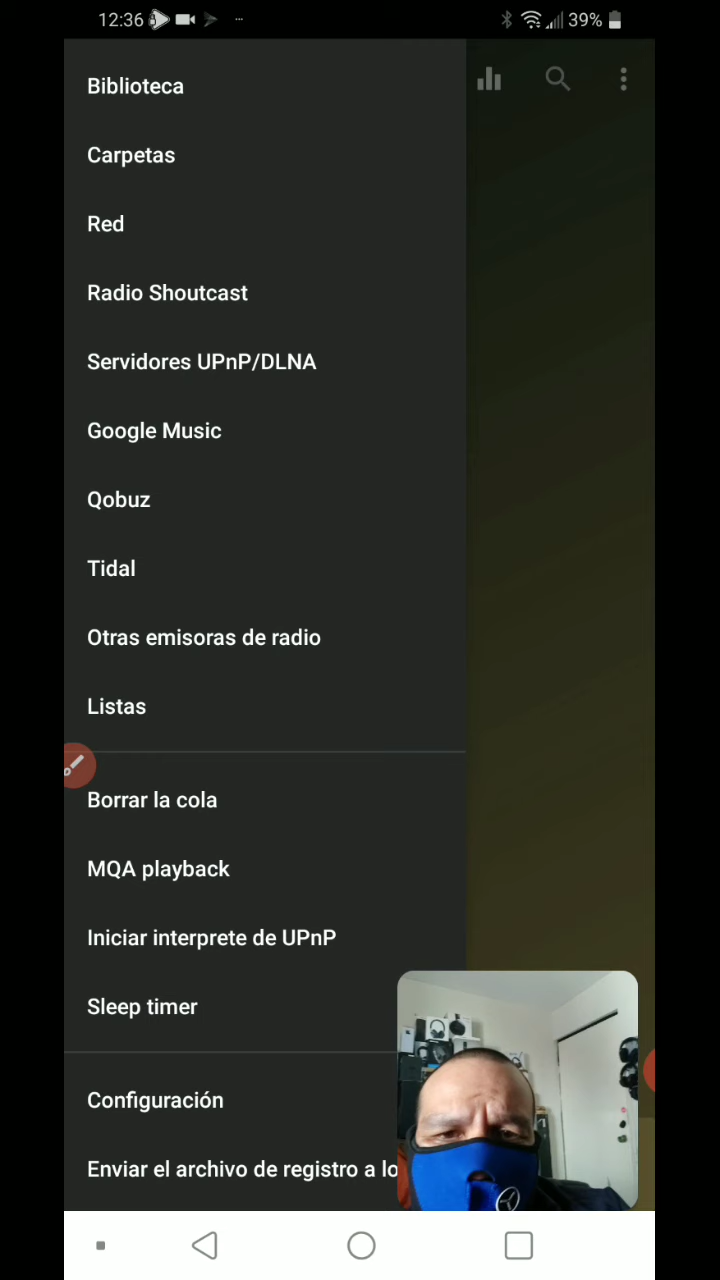 12:36
39%
Biblioteca
Carpetas
Red
Radio Shoutcast
Servidores UPnP/DLNA
Google Music
Qobuz
Tidal
Otras emisoras de radio
Listas
Borrar la cola
MQA playback
Iniciar interprete de UPnP
Sleep timer
Configuración
Enviar el archivo de registro a lo